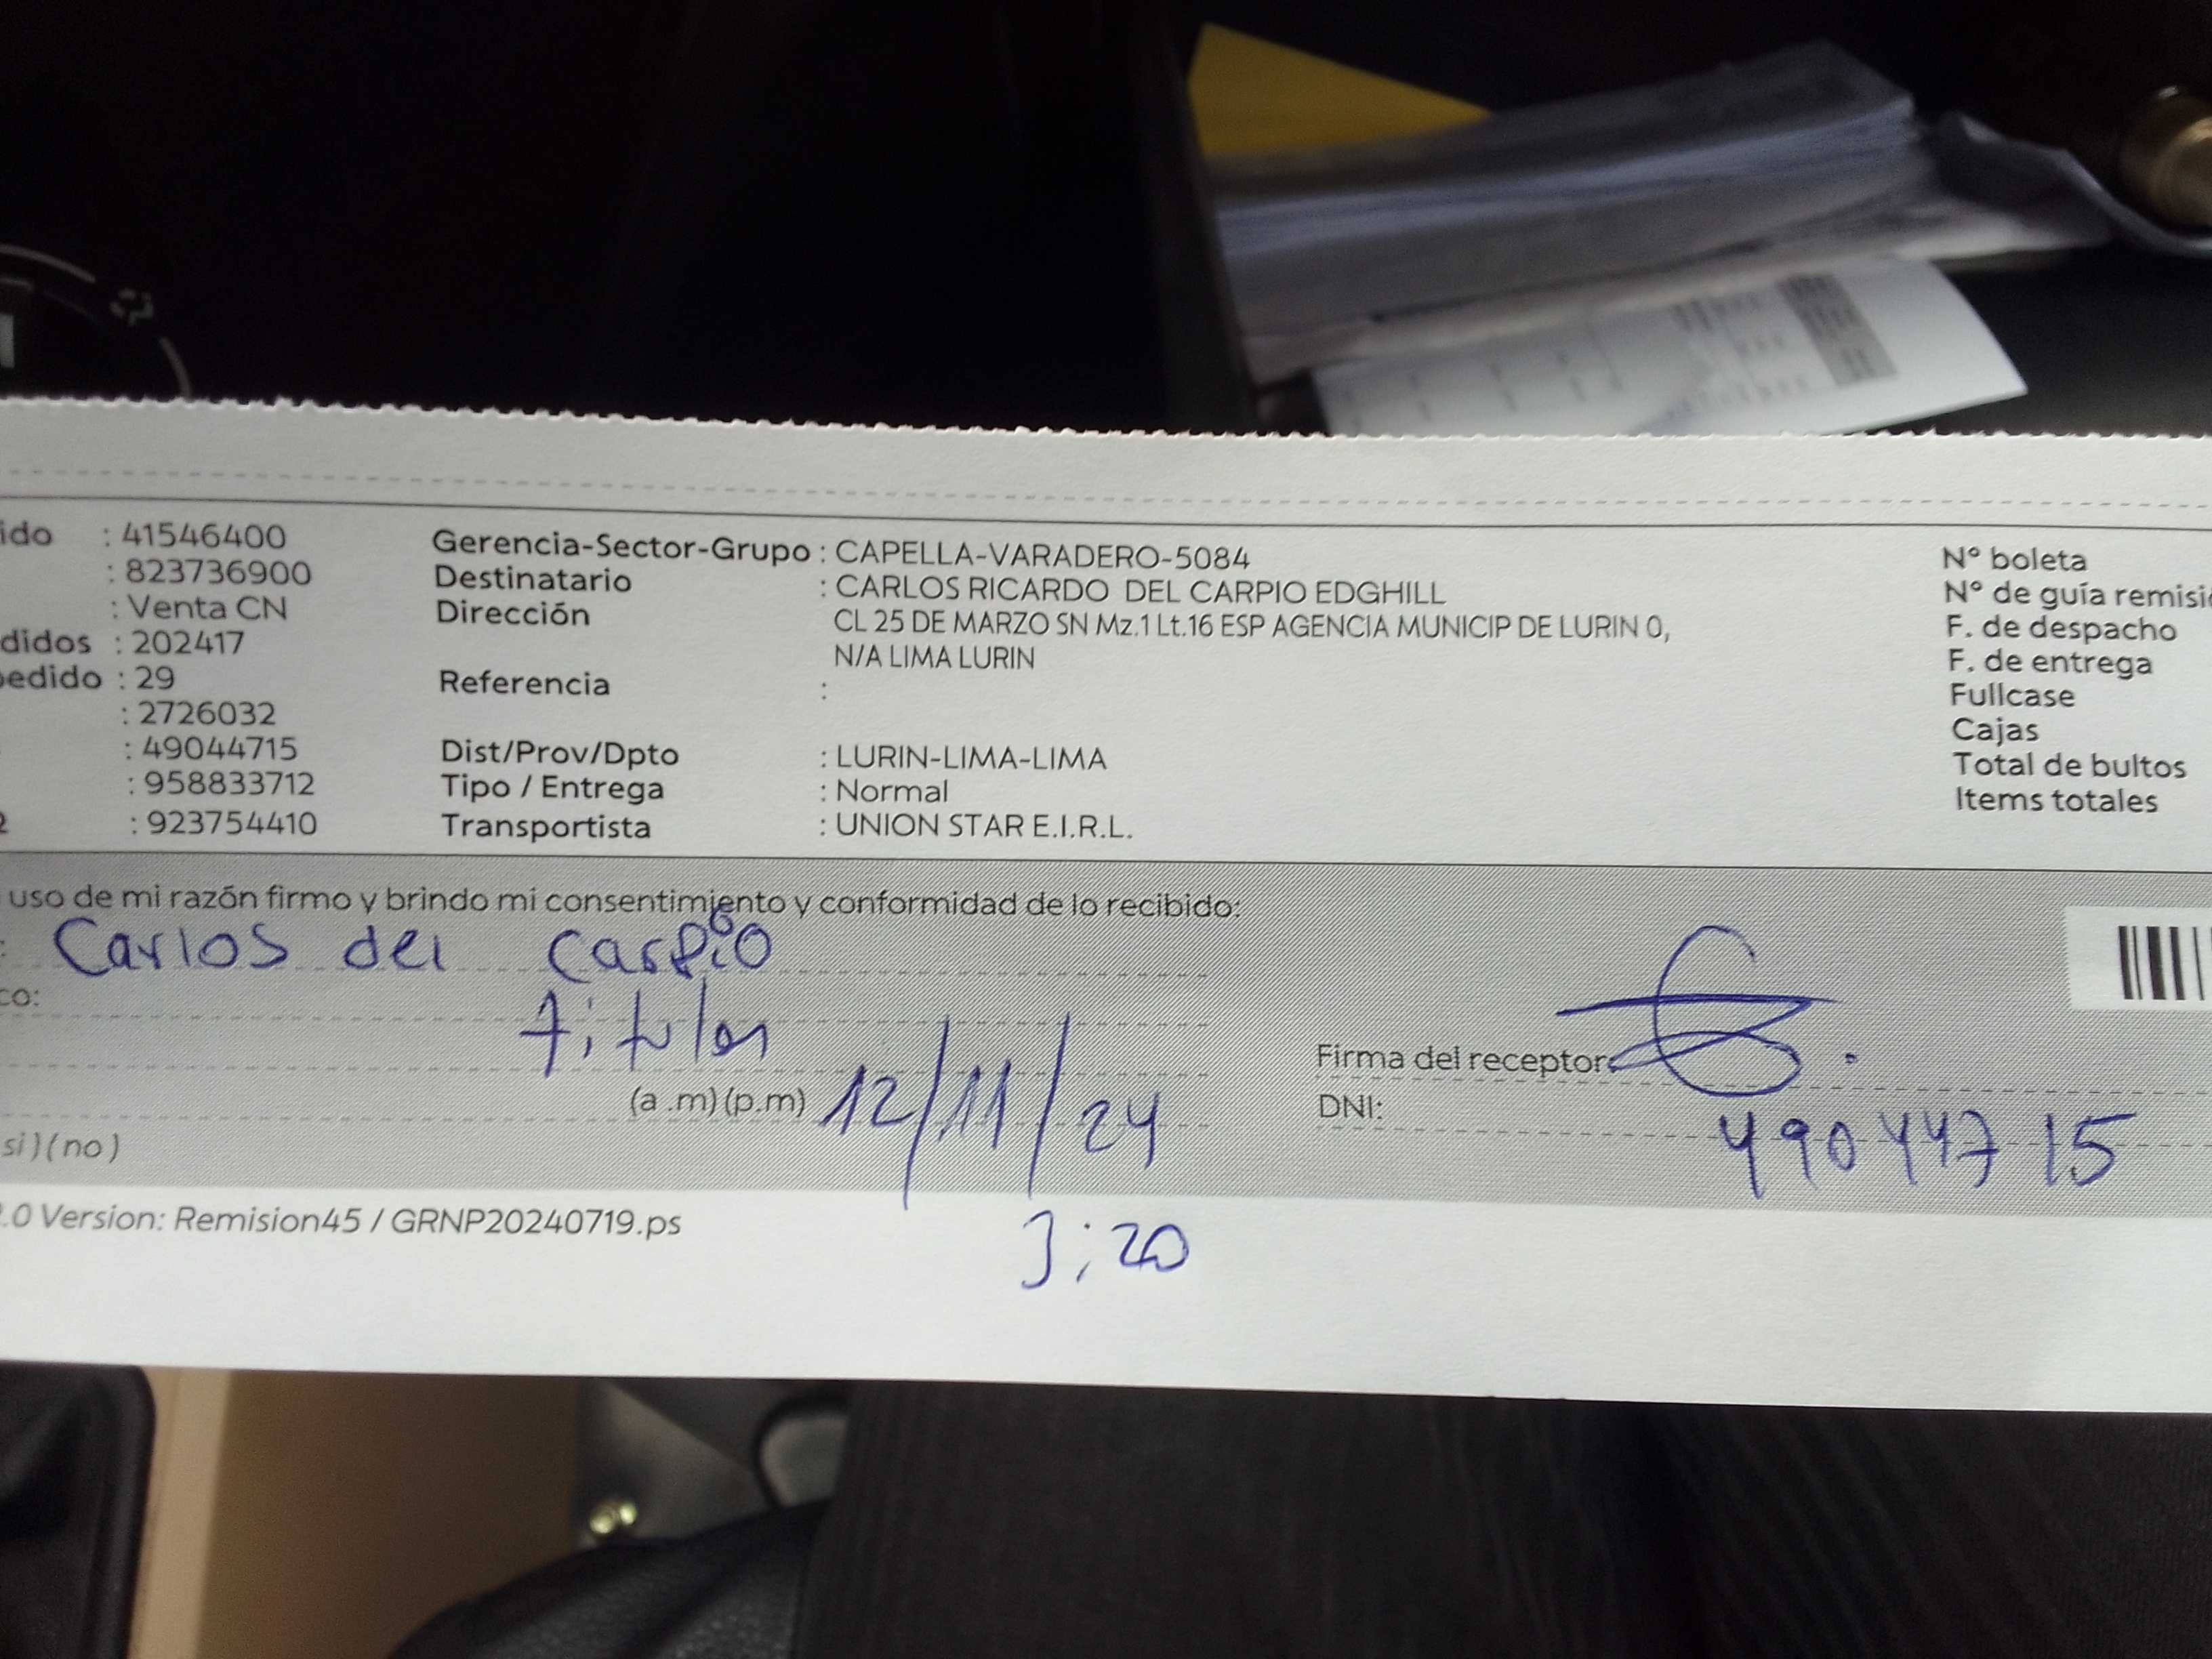 ido : 41546400 Gerencia-Sector-Grupo : CAPELLA-VARADERO-5084 N° boleta
: 823736900 Destinatario : CARLOS RICARDO DEL CARPIO EDGHILL N° de guía remisi
: Venta CN Dirección CL 25 DE MARZO SN Mz.1 Lt.16 ESP AGENCIA MUNICIP DE LURIN 0, F. de despacho
didos : 202417 N/A LIMA LURIN F. de entrega
pedido : 29 Referencia : Fullcase
: 2726032 Cajas
: 49044715 Dist/Prov/Dpto : LURIN-LIMA-LIMA Total de bultos
: 958833712 Tipo / Entrega : Normal Items totales
2 : 923754410 Transportista : UNION STAR E.I.R.L.
uso de mi razón firmo y brindo mi consentimiento y conformidad de lo recibido:
: Carlos del Carpio
co:
titular
Firma del receptor:
(a .m) (p.m) 12/11/24 DNI: 49044715
si) ( no )
.0 Version: Remision45 / GRNP20240719.ps
3:20